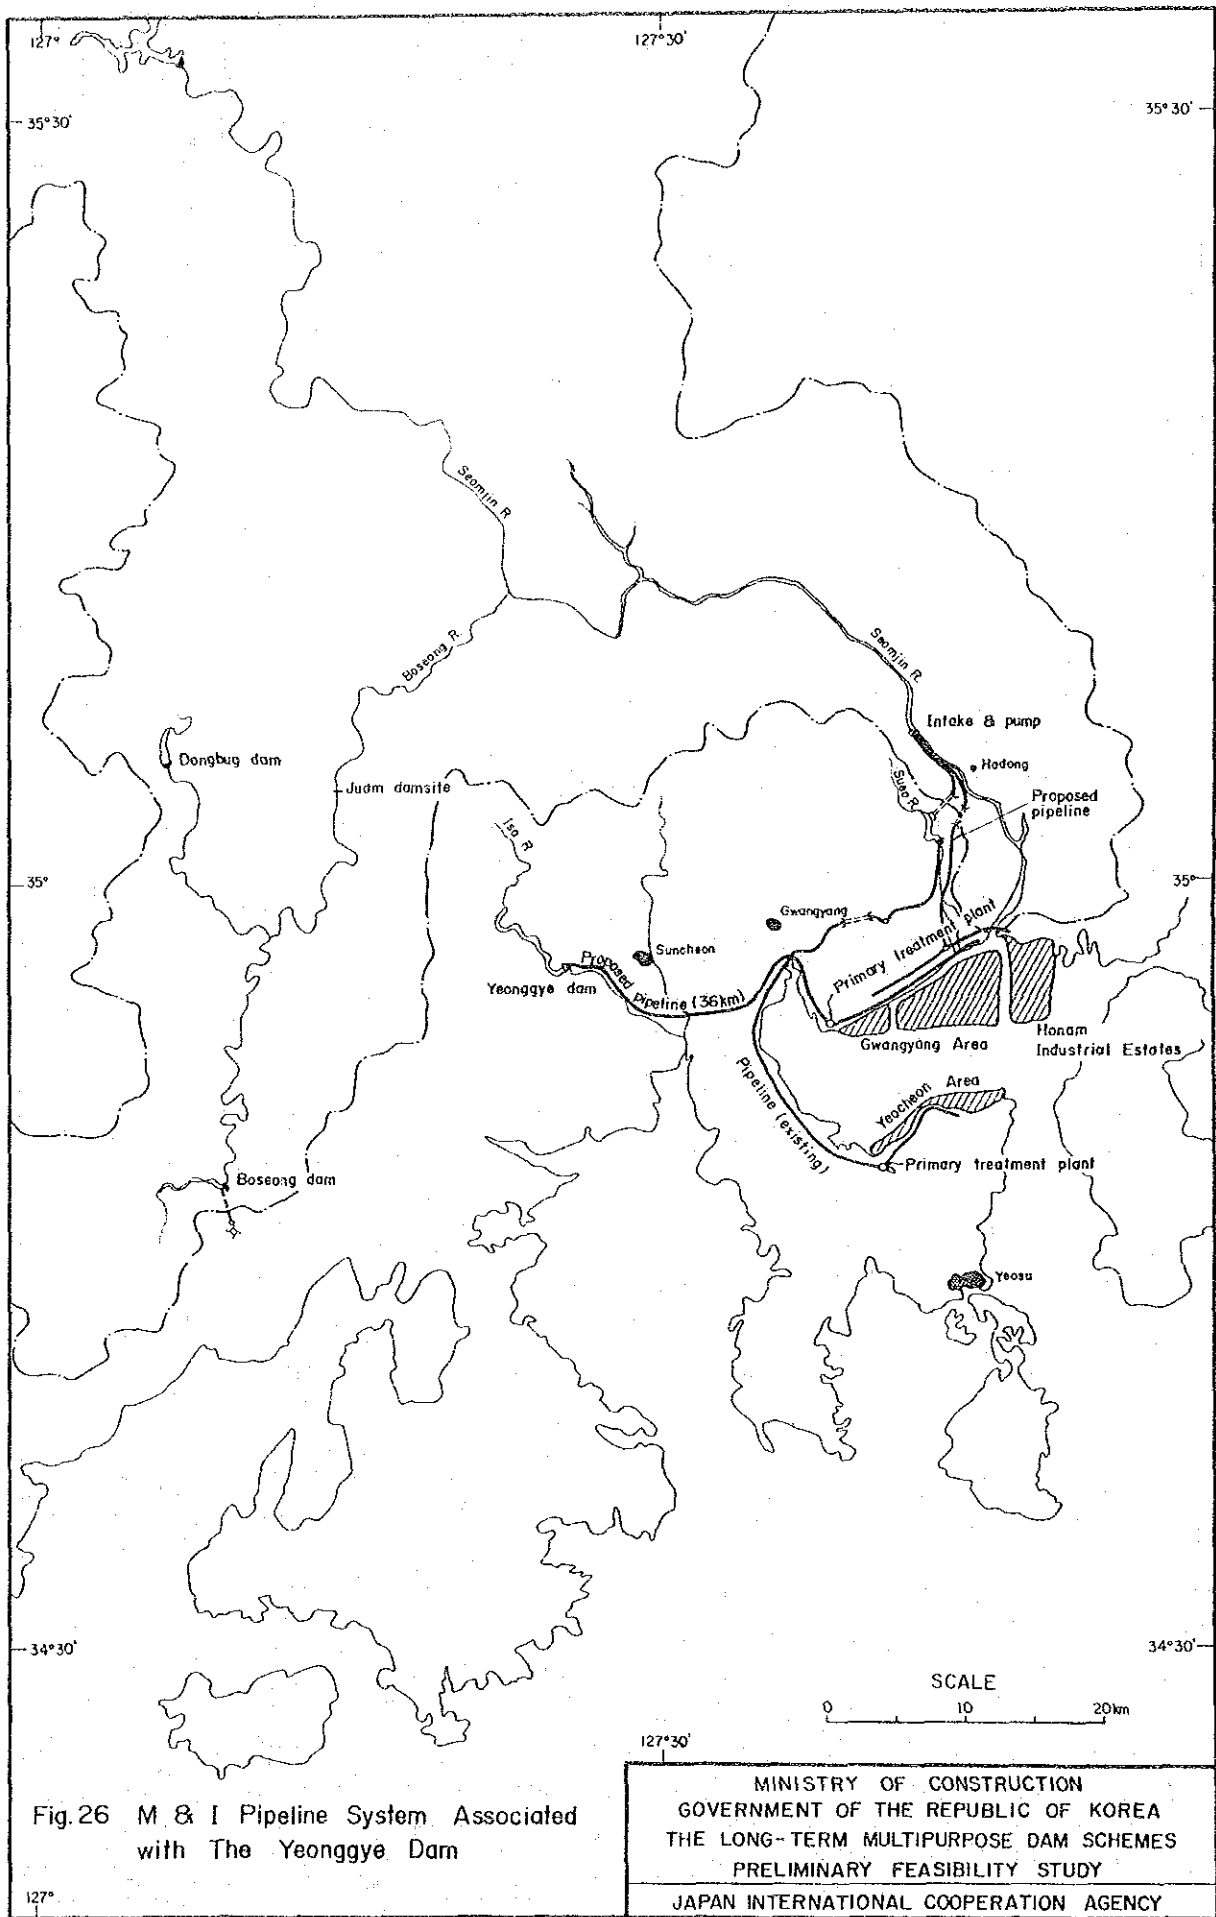 127°
127°30'
35°30'
35°30'
Seomjin R.
Seomjin R.
Boseong R.
Intake & pump
Hadong
Dongbug dam
Juam damsite
Sueo R.
Proposed
pipeline
Isa R.
35°
35°
Gwangyang
Primary treatment plant
Suncheon
Proposed pipeline (36km)
Yeonggye dam
Gwangyang Area
Honam
Industrial Estates
Pipeline (existing)
Yeocheon Area
Primary treatment plant
Boseong dam
Yeosu
34°30'
34°30'
SCALE
0 10 20km
127°30'
Fig. 26 M & I Pipeline System Associated
with The Yeonggye Dam
127°
MINISTRY OF CONSTRUCTION
GOVERNMENT OF THE REPUBLIC OF KOREA
THE LONG-TERM MULTIPURPOSE DAM SCHEMES
PRELIMINARY FEASIBILITY STUDY
JAPAN INTERNATIONAL COOPERATION AGENCY